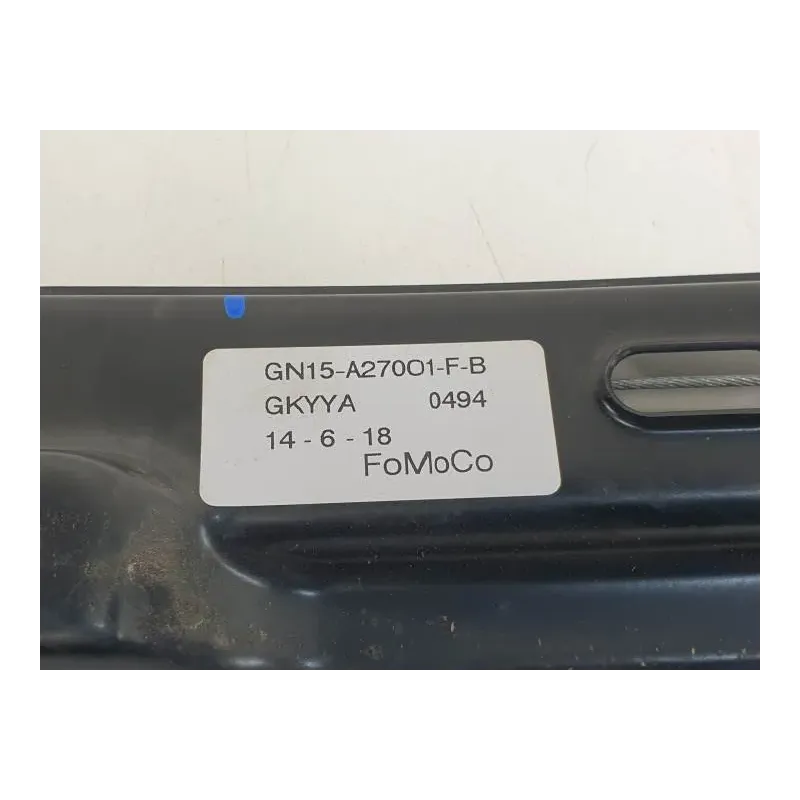 GN15-A27001-F-B
GKYYA 0494
14 - 6 - 18
FoMoCo